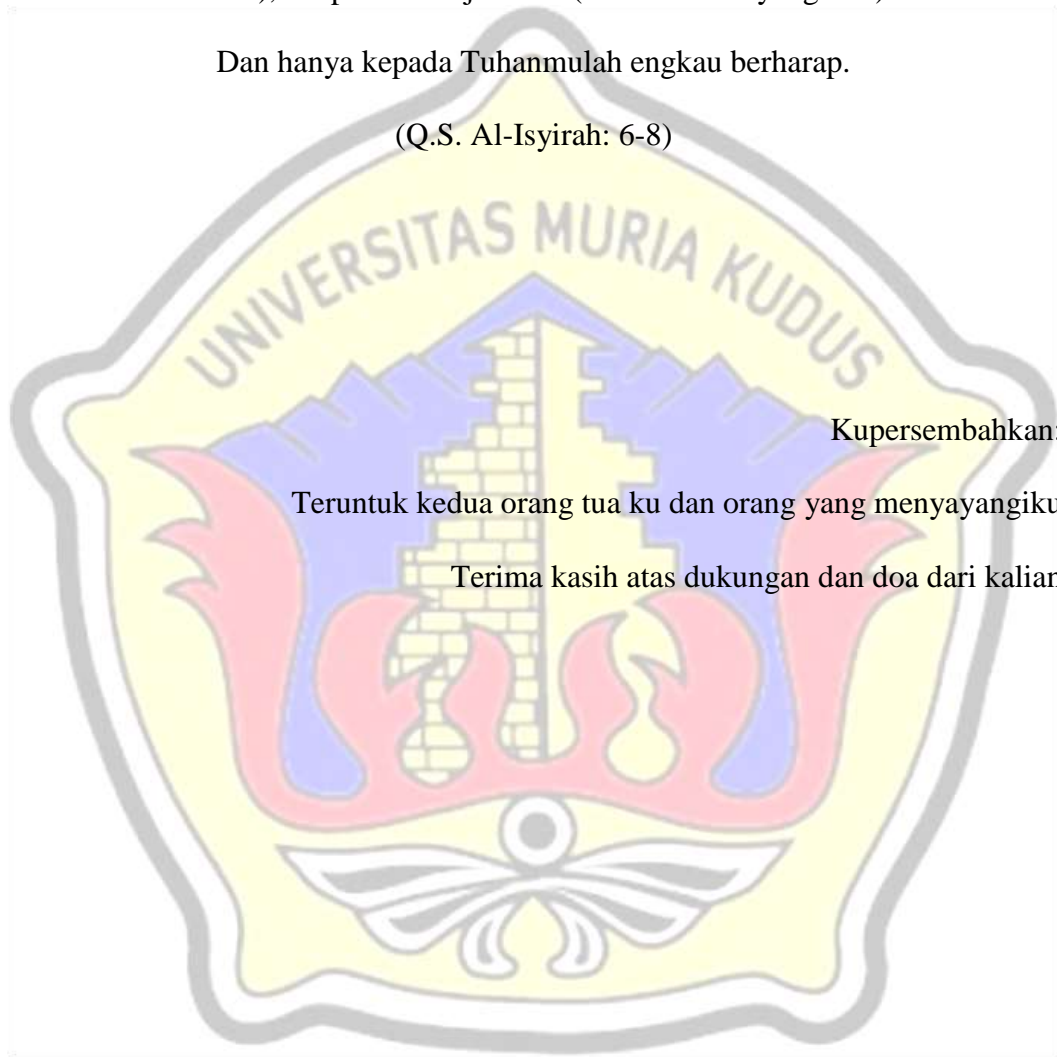 Dan hanya kepada Tuhanmulah engkau berharap.
(Q.S. Al-Isyirah: 6-8)
UNIVERSITAS MURIA KUDUS
Kupersembahkan:
Teruntuk kedua orang tua ku dan orang yang menyayangiku
Terima kasih atas dukungan dan doa dari kalian